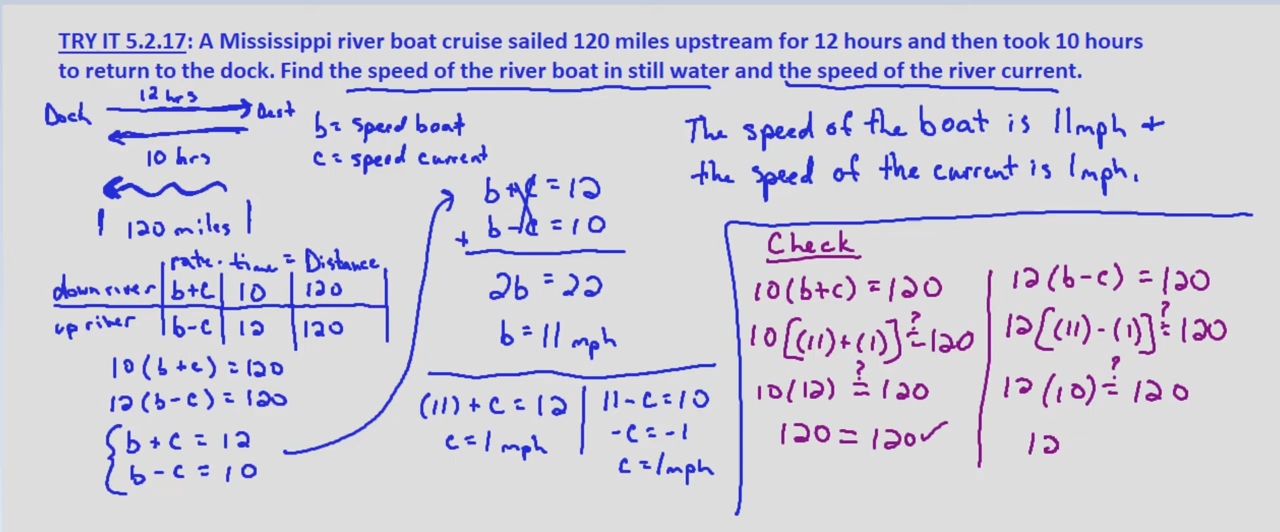 TRY IT 5.2.17: A Mississippi river boat cruise sailed 120 miles upstream for 12 hours and then took 10 hours
to return to the dock. Find the speed of the river boat in still water and the speed of the river current.
12 hrs
Dock Dest
10 hrs
120 miles
b = speed boat
c = speed current
rate · time = Distance
downriver b+c 10 120
upriver b-c 12 120
10(b+c) = 120
12(b-c) = 120
b + c = 12
b - c = 10
b + c = 12
+ b - c = 10
2b = 22
b = 11 mph
(11) + c = 12
c = 1 mph
11 - c = 10
-c = -1
c = 1mph
The speed of the boat is 11mph +
the speed of the current is 1mph.
Check
10(b+c) = 120
10[(11)+(1)] ?= 120
10(12) ?= 120
120 = 120✓
12(b-c) = 120
12[(11)-(1)] ?= 120
12(10) ?= 120
12